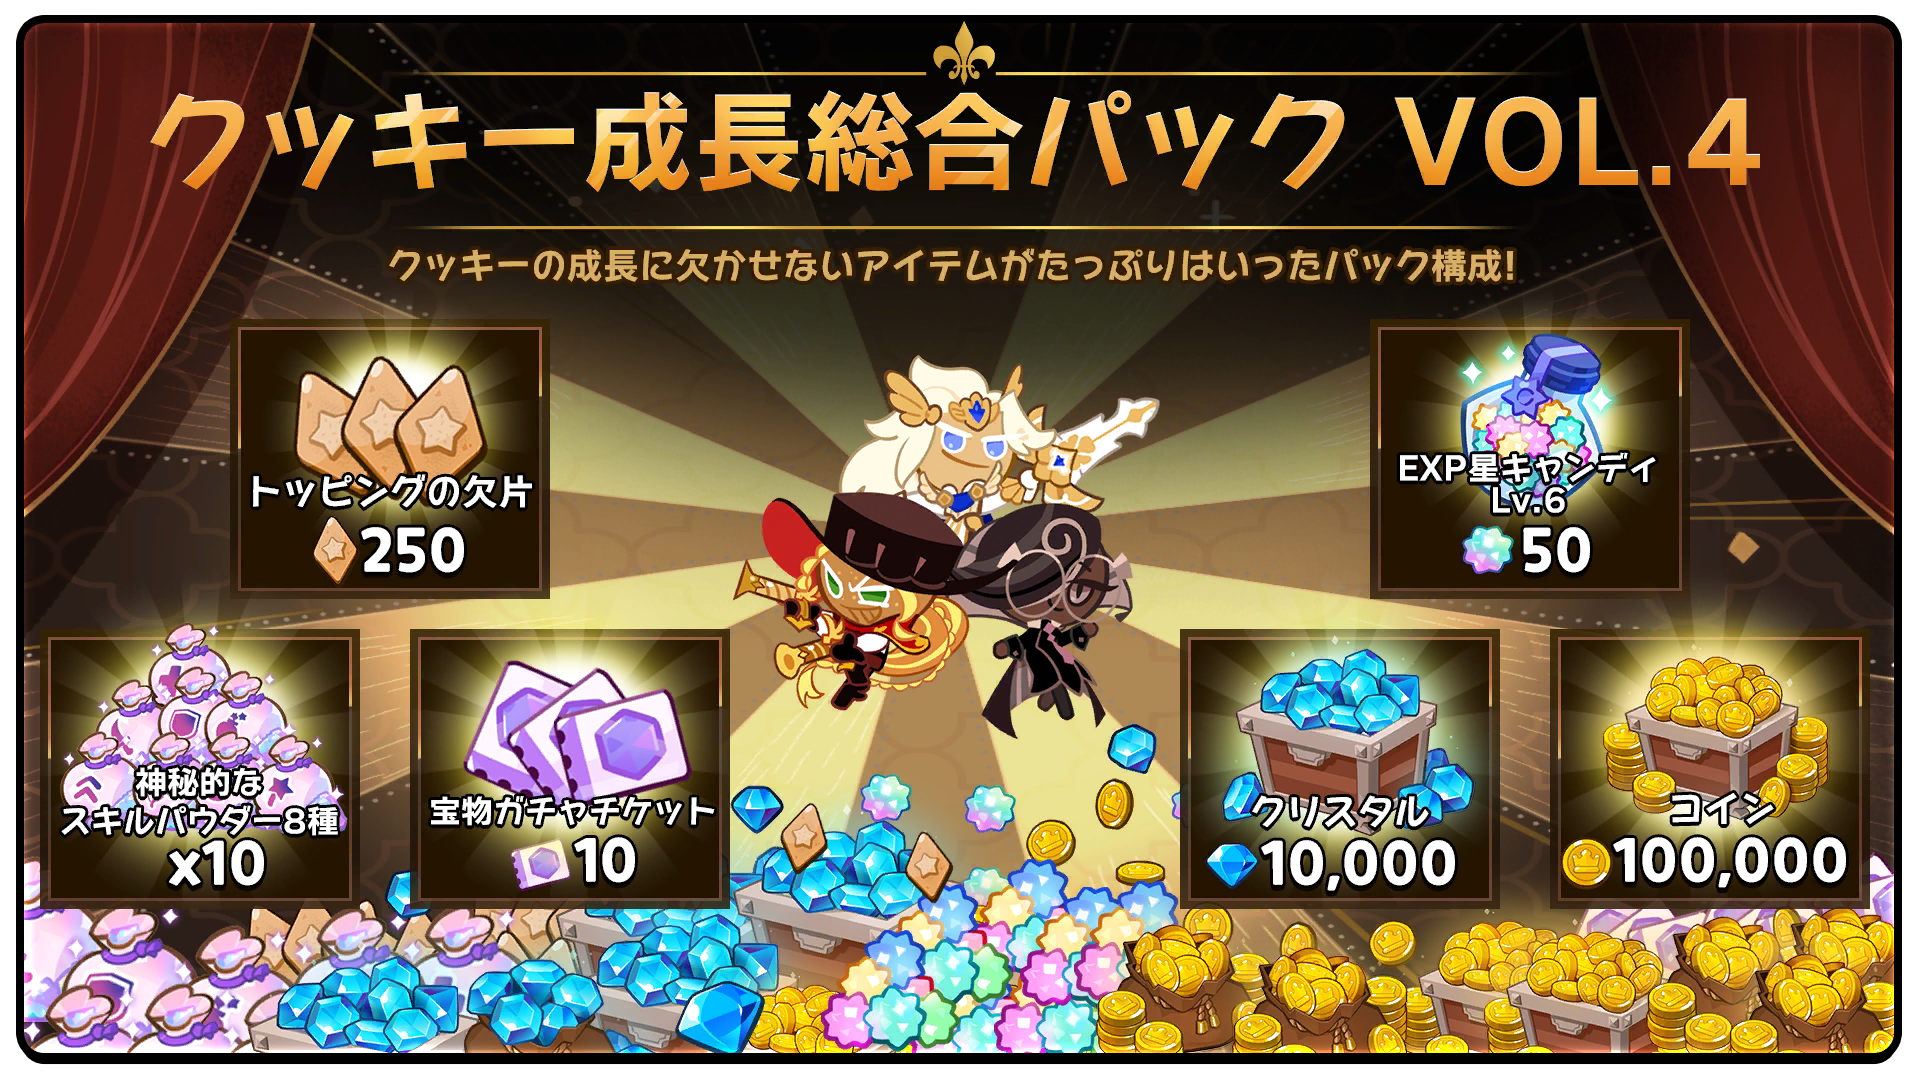 クッキー成長総合パック VOL.4
クッキーの成長に欠かせないアイテムがたっぷりはいったパック構成!
トッピングの欠片
250
EXP星キャンディ
Lv.6
50
神秘的な
スキルパウダー8種
x10
宝物ガチャチケット
10
クリスタル
10,000
コイン
100,000